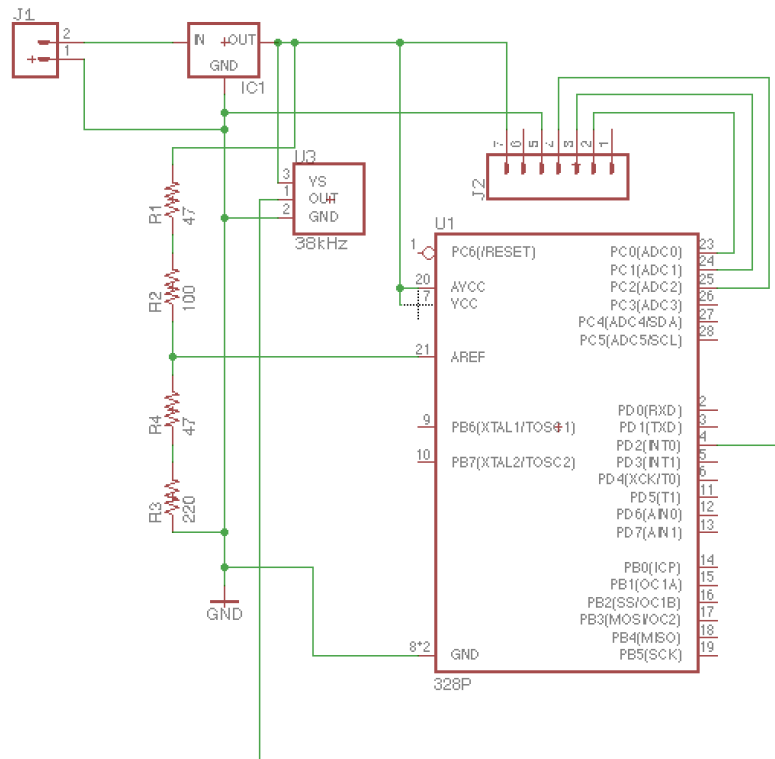 J1
2
1
IN
OUT
GND
IC1
7
6
5
4
3
2
1
J2
U3
3
VS
1
OUT
2
GND
38kHz
R1
47
R2
100
R4
47
R3
220
GND
U1
1
PC6(/RESET)
20
AVCC
7
VCC
21
AREF
9
PB6(XTAL1/TOSC1)
10
PB7(XTAL2/TOSC2)
8*2
GND
PC0(ADC0)
23
PC1(ADC1)
24
PC2(ADC2)
25
PC3(ADC3)
26
PC4(ADC4/SDA)
27
PC5(ADC5/SCL)
28
PD0(RXD)
2
PD1(TXD)
3
PD2(INT0)
4
PD3(INT1)
5
PD4(XCK/T0)
6
PD5(T1)
11
PD6(AIN0)
12
PD7(AIN1)
13
PB0(ICP)
14
PB1(OC1A)
15
PB2(SS/OC1B)
16
PB3(MOSI/OC2)
17
PB4(MISO)
18
PB5(SCK)
19
328P